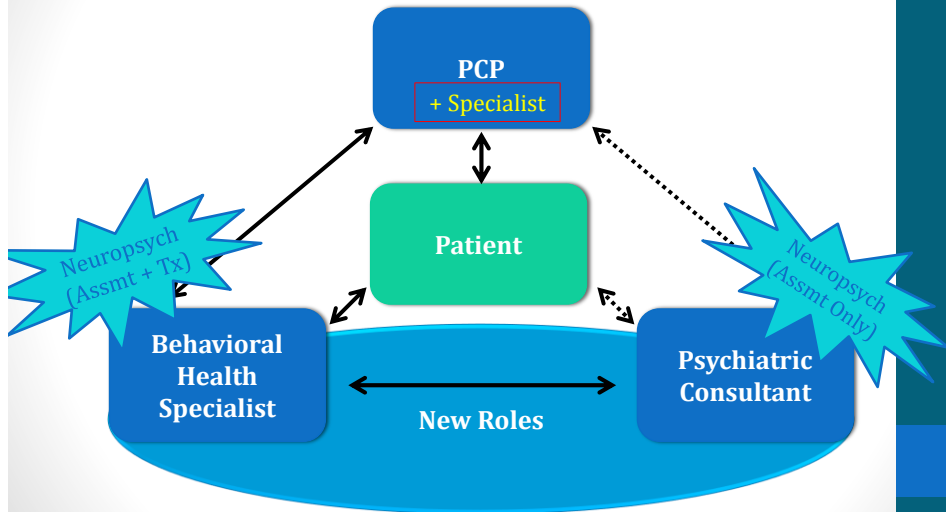 PCP
+ Specialist
Patient
Neuropsych
(Assmt + Tx)
Neuropsych
(Assmt Only)
Behavioral
Health
Specialist
Psychiatric
Consultant
New Roles